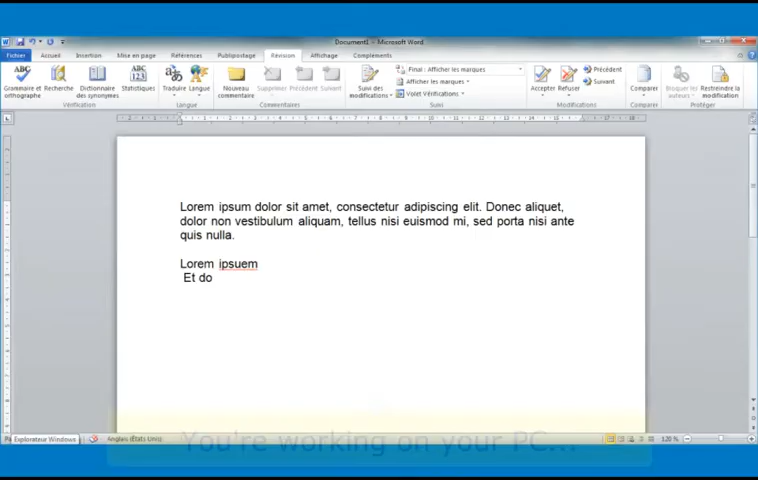 Document1 - Microsoft Word
Fichier Accueil Insertion Mise en page Références Publipostage Révision Affichage Compléments
Grammaire et orthographe
Recherche
Dictionnaire des synonymes
Statistiques
Traduire
Langue
Nouveau commentaire
Supprimer
Précédent
Suivant
Suivi des modifications
Final : Afficher les marques
Afficher les marques
Volet Vérifications
Accepter
Refuser
Précédent
Suivant
Comparer
Bloquer les auteurs
Restreindre la modification
Vérification Langue Commentaires Suivi Modifications Comparer Protéger
Lorem ipsum dolor sit amet, consectetur adipiscing elit. Donec aliquet,
dolor non vestibulum aliquam, tellus nisi euismod mi, sed porta nisi ante
quis nulla.
Lorem ipsuem
Et do
Explorateur Windows
Anglais (États Unis)
120 %
You're working on your PC...